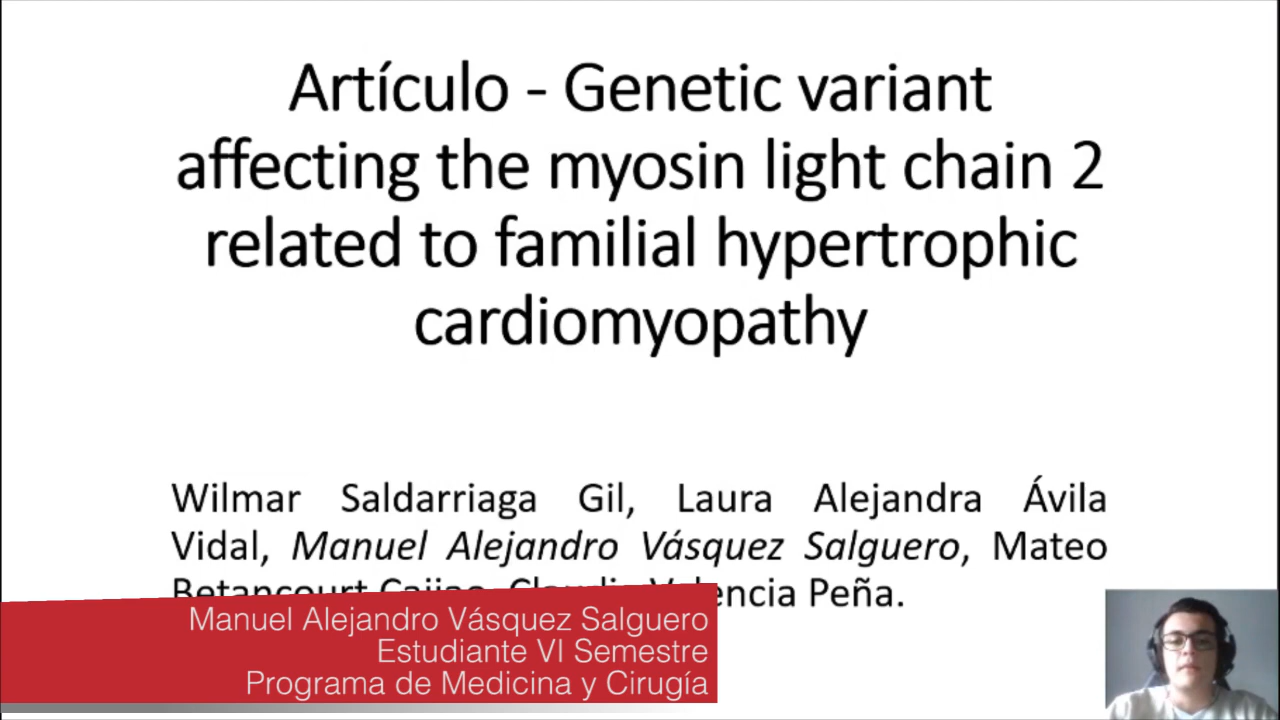 Artículo - Genetic variant
affecting the myosin light chain 2
related to familial hypertrophic
cardiomyopathy
Wilmar Saldarriaga Gil, Laura Alejandra Ávila
Vidal, Manuel Alejandro Vásquez Salguero, Mateo
Betancourt Peña.
Manuel Alejandro Vásquez Salguero
Estudiante VI Semestre
Programa de Medicina y Cirugía